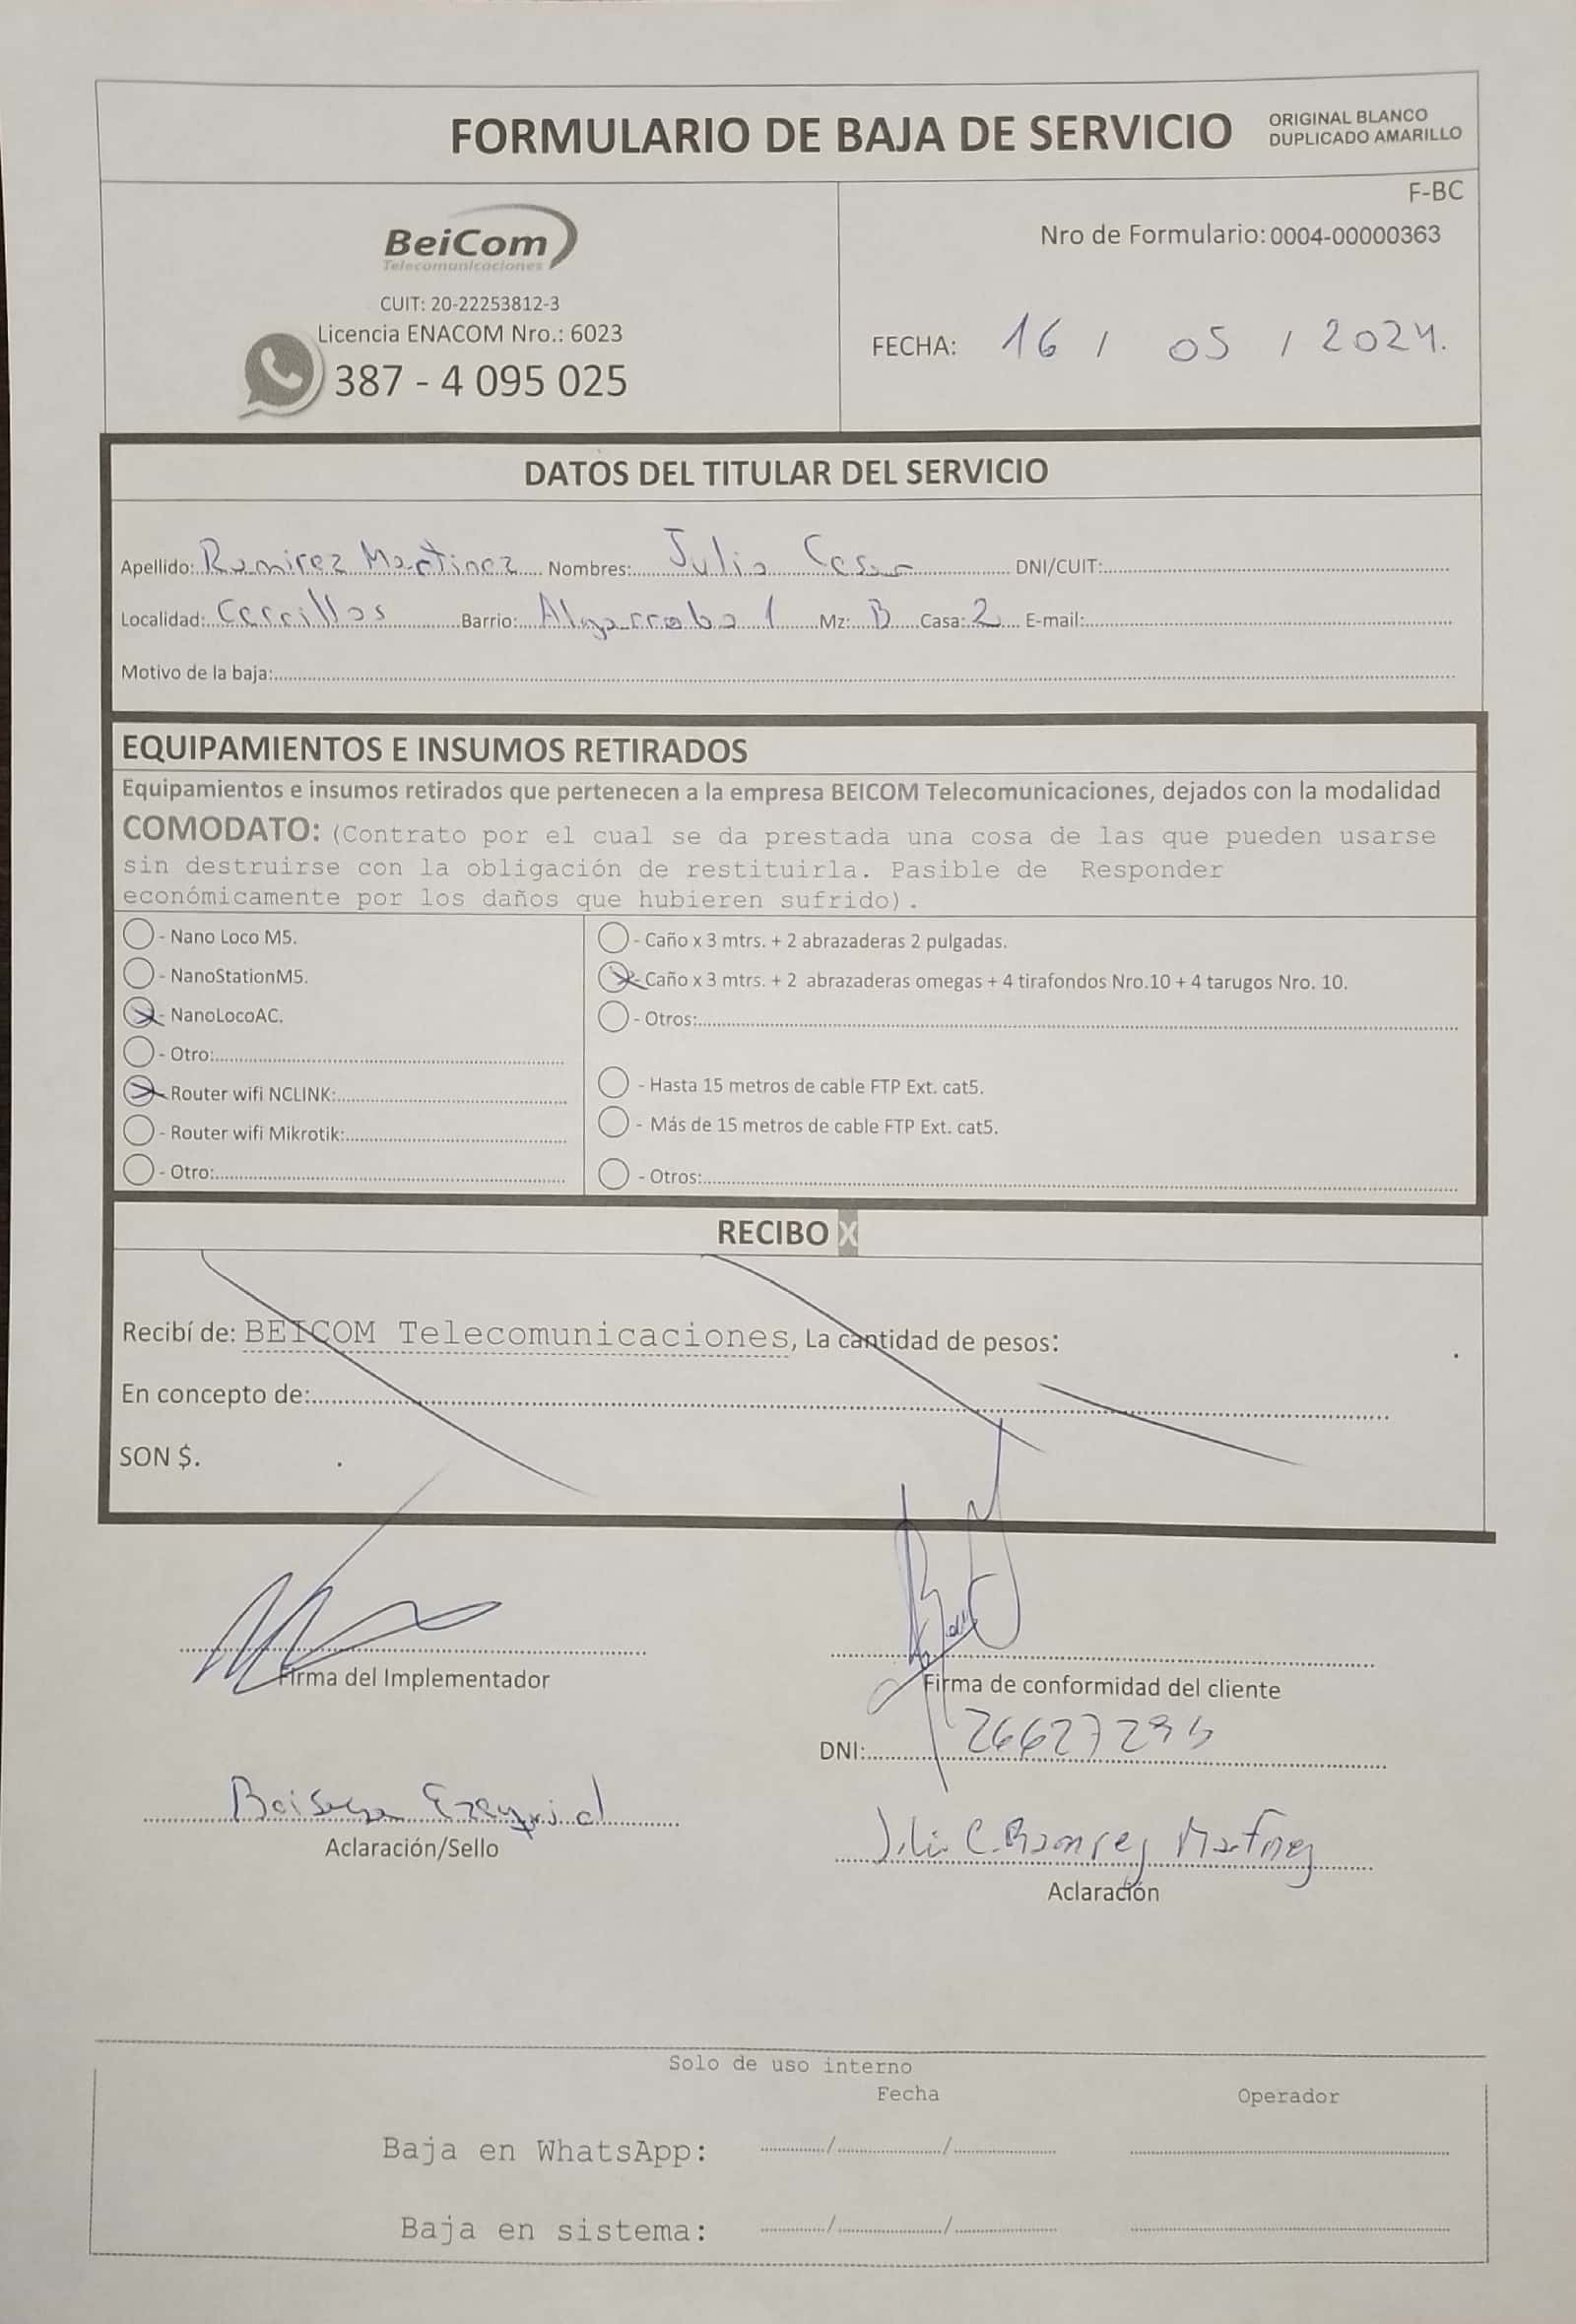 FORMULARIO DE BAJA DE SERVICIO
ORIGINAL BLANCO
DUPLICADO AMARILLO
BeiCom
Telecomunicaciones
CUIT: 20-22253812-3
Licencia ENACOM Nro.: 6023
387 - 4 095 025
F-BC
Nro de Formulario: 0004-00000363
FECHA: 16 / 05 / 2024.
DATOS DEL TITULAR DEL SERVICIO
Apellido: Ramirez Martinez Nombres: Julio Cesar DNI/CUIT:
Localidad: Cerrillos Barrio: Algarrobo 1 Mz: B Casa: 2 E-mail:
Motivo de la baja:
EQUIPAMIENTOS E INSUMOS RETIRADOS
Equipamientos e insumos retirados que pertenecen a la empresa BEICOM Telecomunicaciones, dejados con la modalidad
COMODATO: (Contrato por el cual se da prestada una cosa de las que pueden usarse
sin destruirse con la obligación de restituirla. Pasible de Responder
económicamente por los daños que hubieren sufrido).
- Nano Loco M5.
- NanoStationM5.
- NanoLocoAC.
- Otro:
- Router wifi NCLINK:
- Router wifi Mikrotik:
- Otro:
- Caño x 3 mtrs. + 2 abrazaderas 2 pulgadas.
- Caño x 3 mtrs. + 2 abrazaderas omegas + 4 tirafondos Nro.10 + 4 tarugos Nro. 10.
- Otros:
- Hasta 15 metros de cable FTP Ext. cat5.
- Más de 15 metros de cable FTP Ext. cat5.
- Otros:
RECIBO X
Recibí de: BEICOM Telecomunicaciones, La cantidad de pesos:
En concepto de:
SON $.
Firma del Implementador
Ezequiel
Aclaración/Sello
Firma de conformidad del cliente
DNI: 26627295
Julio C. Ramirez Martinez
Aclaración
Solo de uso interno
Fecha Operador
Baja en WhatsApp: / /
Baja en sistema: / /